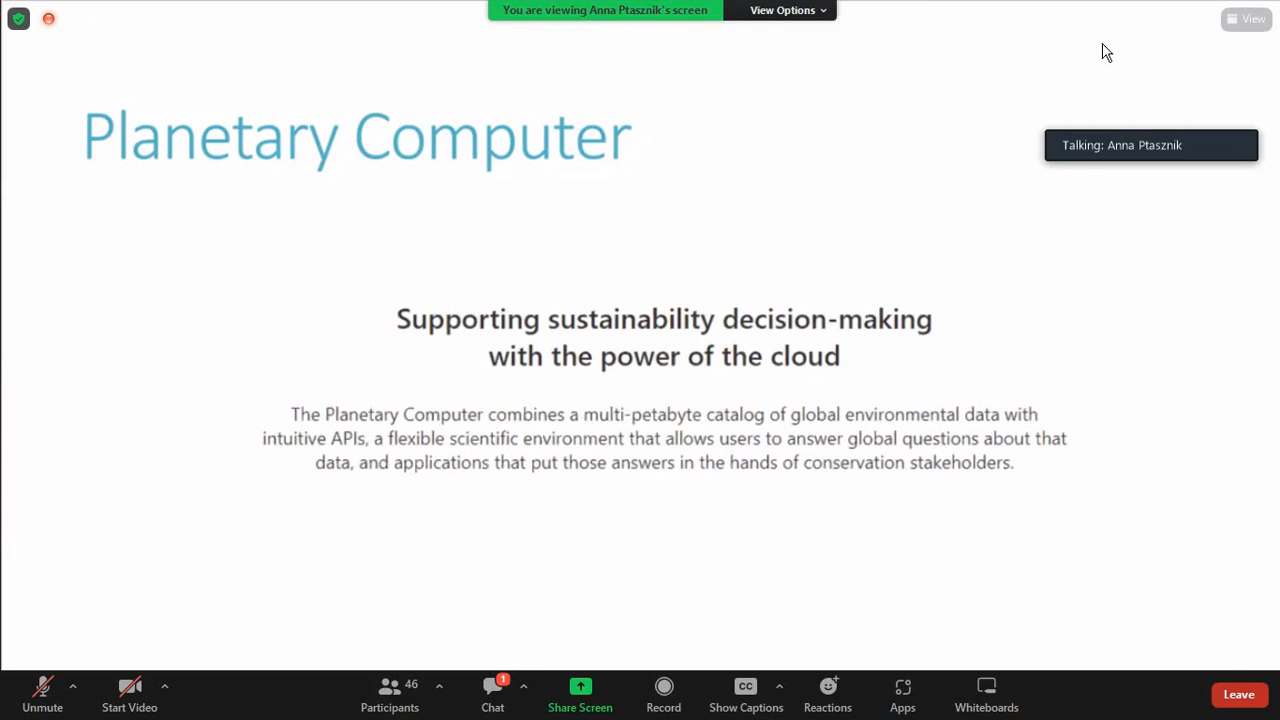 You are viewing Anna Ptasznik's screen
View Options
View
Planetary Computer
Talking: Anna Ptasznik
Supporting sustainability decision-making
with the power of the cloud
The Planetary Computer combines a multi-petabyte catalog of global environmental data with
intuitive APIs, a flexible scientific environment that allows users to answer global questions about that
data, and applications that put those answers in the hands of conservation stakeholders.
46
1
CC
Unmute
Start Video
Participants
Chat
Share Screen
Record
Show Captions
Reactions
Apps
Whiteboards
Leave